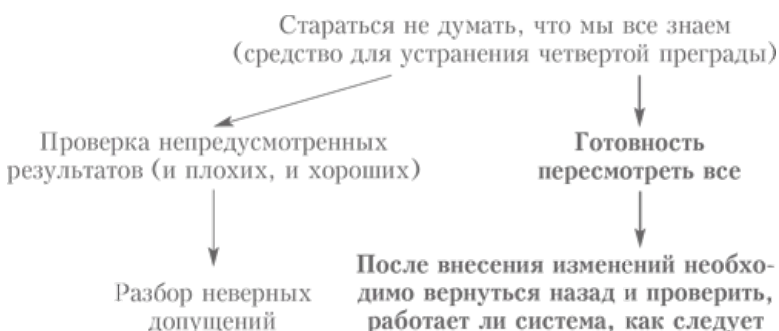 Стараться не думать, что мы все знаем
(средство для устранения четвертой преграды)
Проверка непредусмотренных
результатов (и плохих, и хороших)
Готовность
пересмотреть все
Разбор неверных
допущений
После внесения изменений необхо-
димо вернуться назад и проверить,
работает ли система, как следует